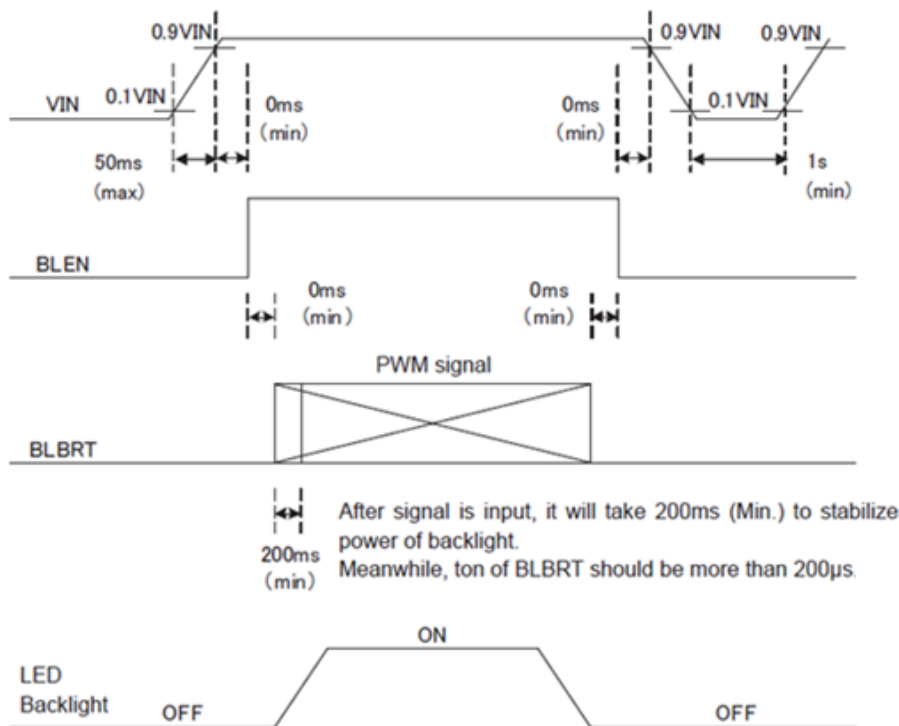 0.9VIN 0.9VIN 0.9VIN
VIN 0.1VIN 0ms 0ms 0.1VIN
(min) (min)
50ms 1s
(max) (min)
BLEN
0ms 0ms
(min) (min)
PWM signal
BLBRT
After signal is input, it will take 200ms (Min.) to stabilize
200ms power of backlight.
(min) Meanwhile, ton of BLBRT should be more than 200μs.
ON
LED
Backlight OFF OFF